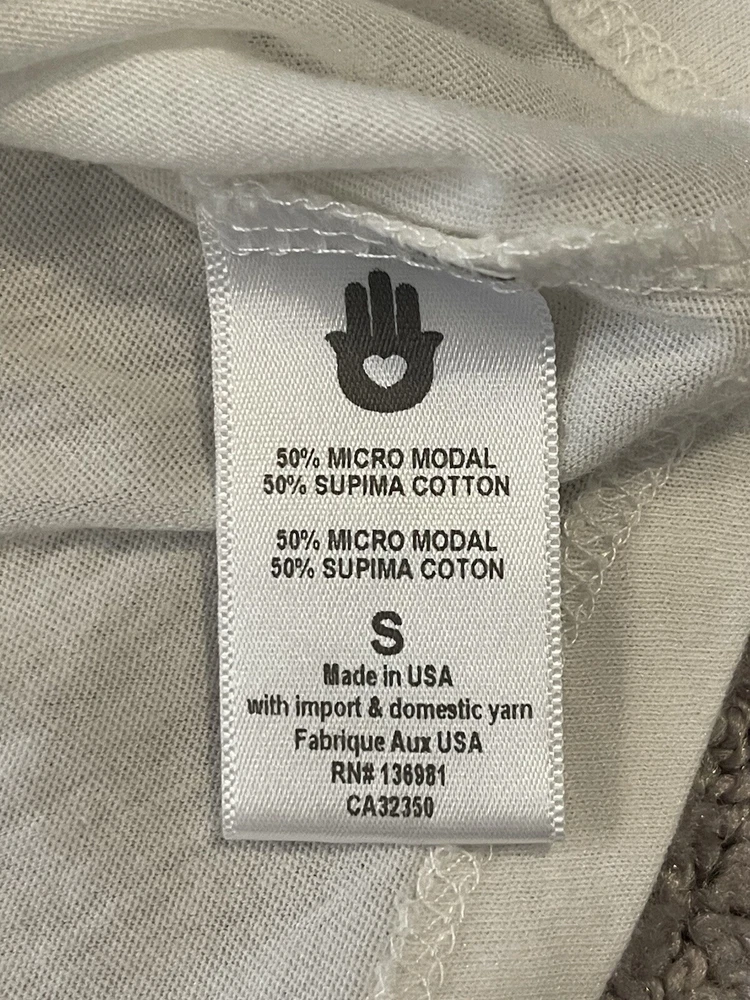 50% MICRO MODAL
50% SUPIMA COTTON
50% MICRO MODAL
50% SUPIMA COTON
S
Made in USA
with import & domestic yarn
Fabrique Aux USA
RN# 136981
CA32350